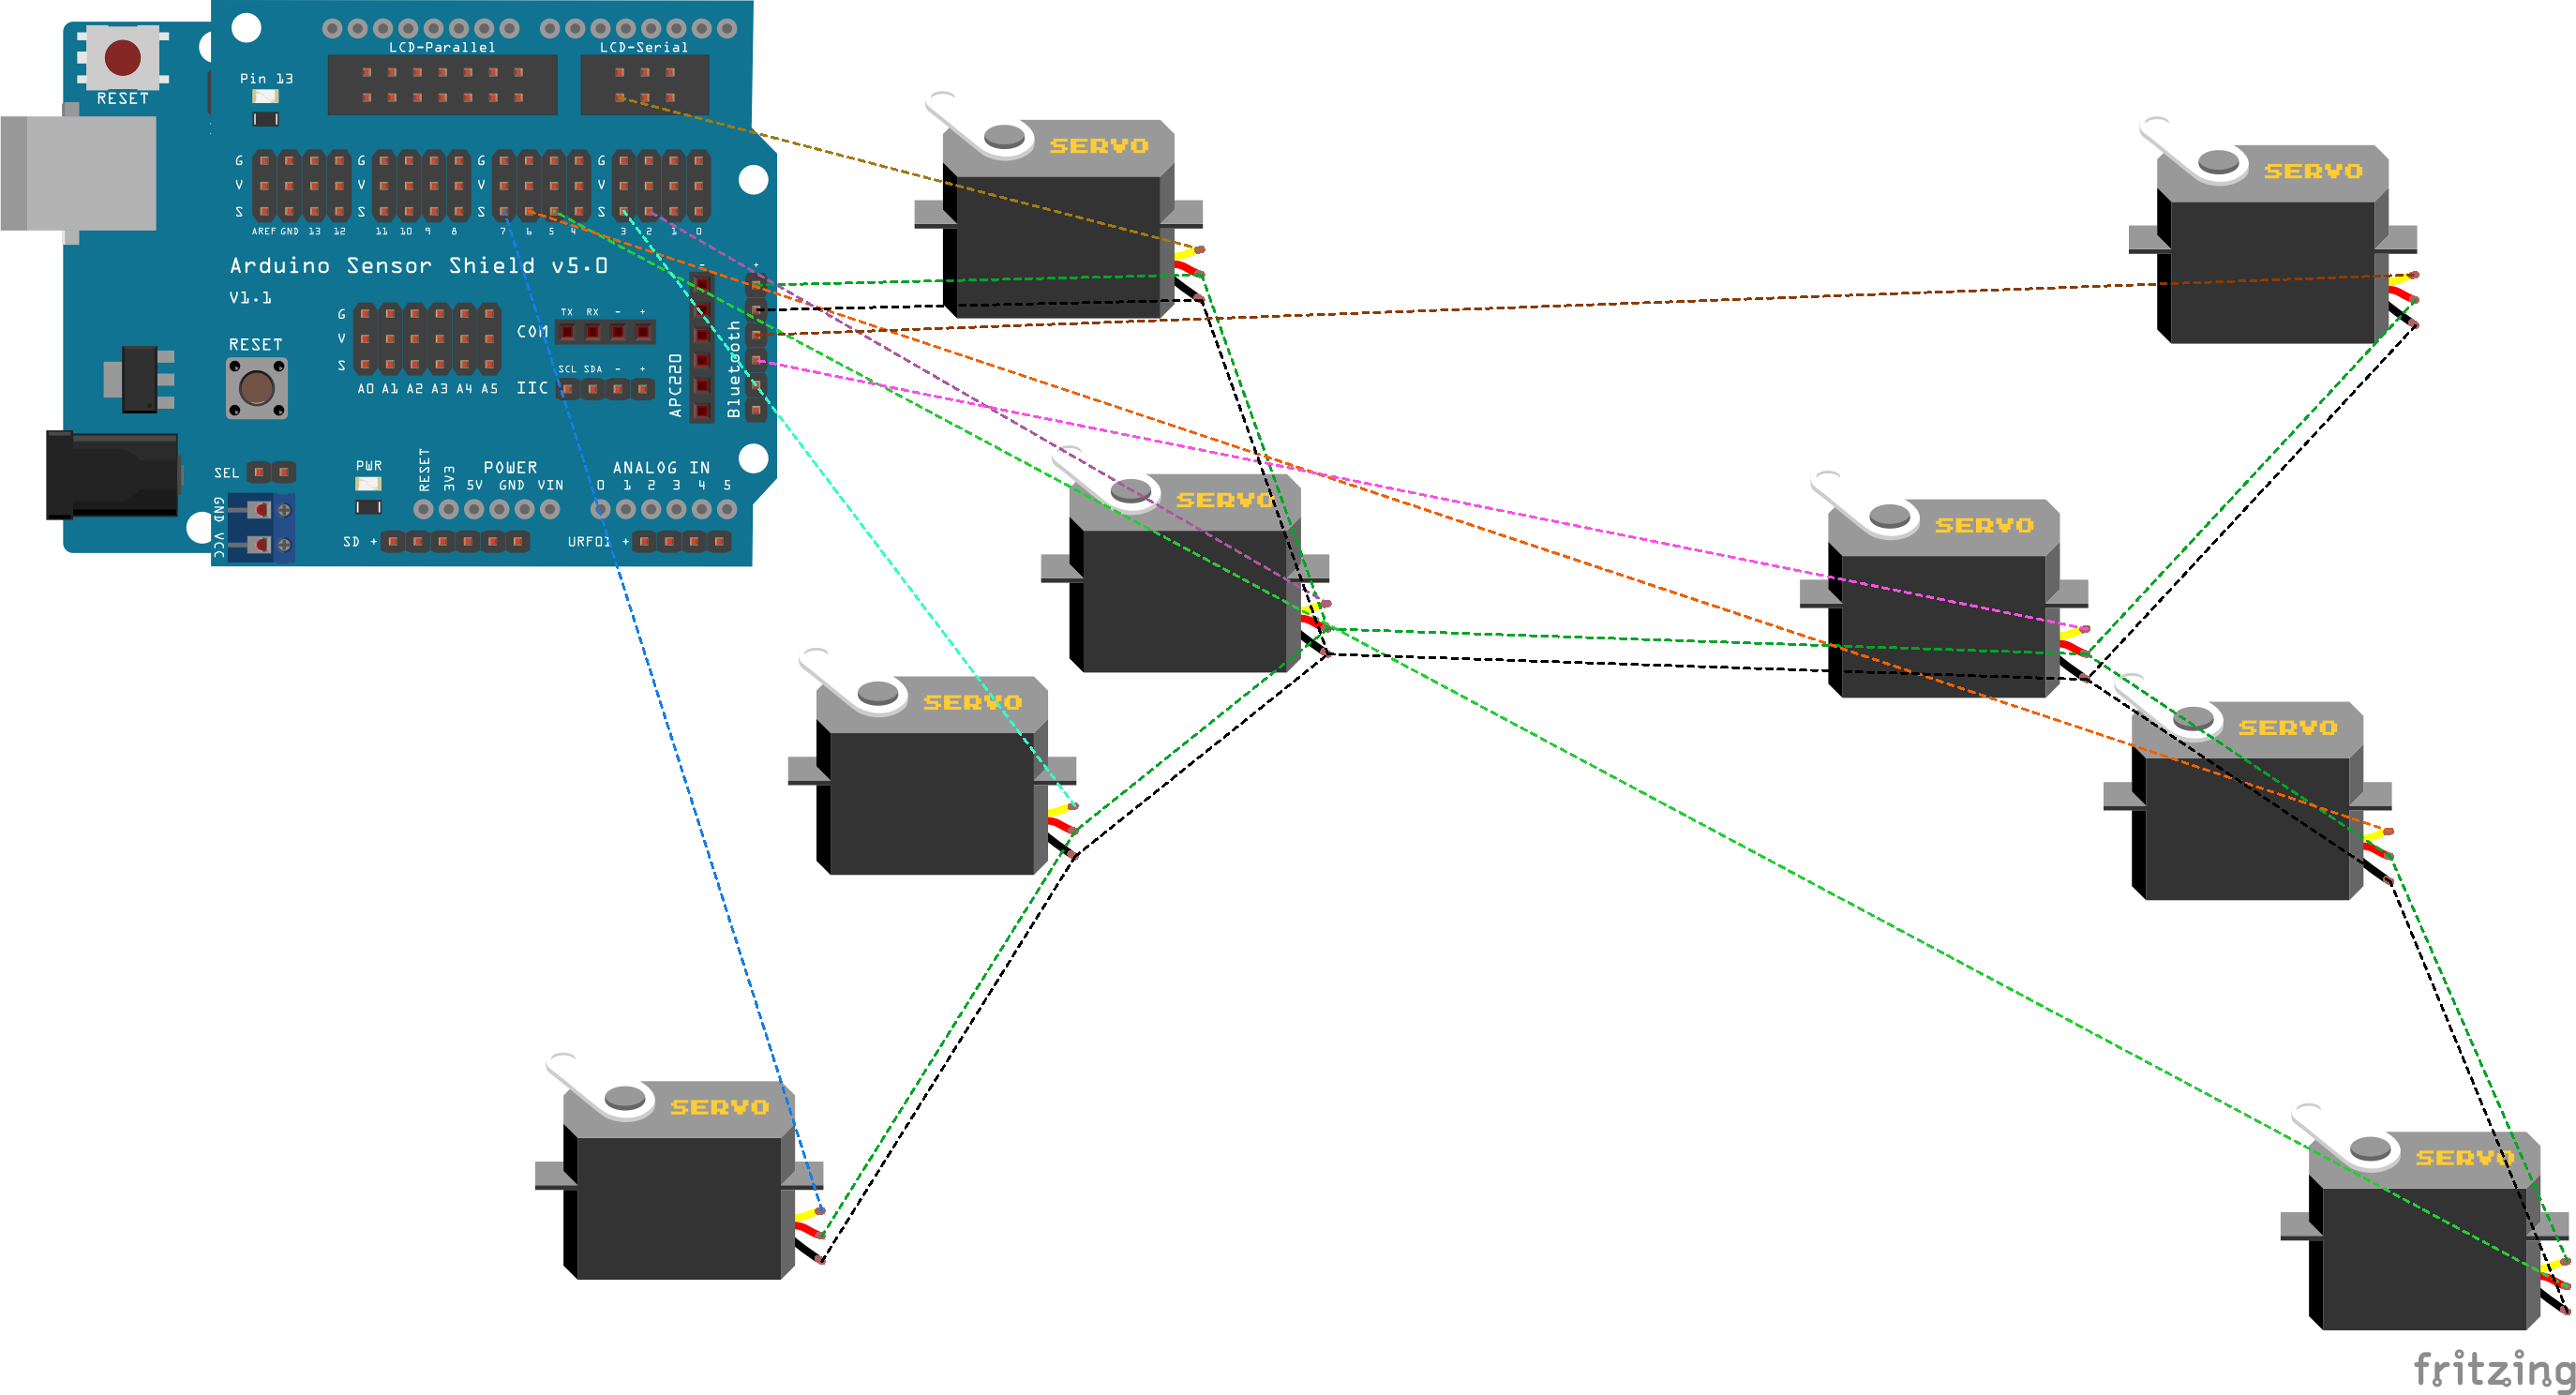 LCD-Parallel LCD-Serial
Pin 13
RESET
G G G G
V V V V
S S S S
AREF GND 13 12 11 10 9 8 7 6 5 4 3 2 1 0
Arduino Sensor Shield v5.0
- +
V1.1
G
V
S
A0 A1 A2 A3 A4 A5
TX RX - +
COM
SCL SDA - +
IIC
APC220
Bluetooth
RESET
SEL
PWR
RESET
3V3
POWER
5V GND VIN
ANALOG IN
0 1 2 3 4 5
GND VCC
SD +
URF01 +
SERVO
SERVO
SERVO
SERVO
SERVO
SERVO
SERVO
SERVO
fritzing